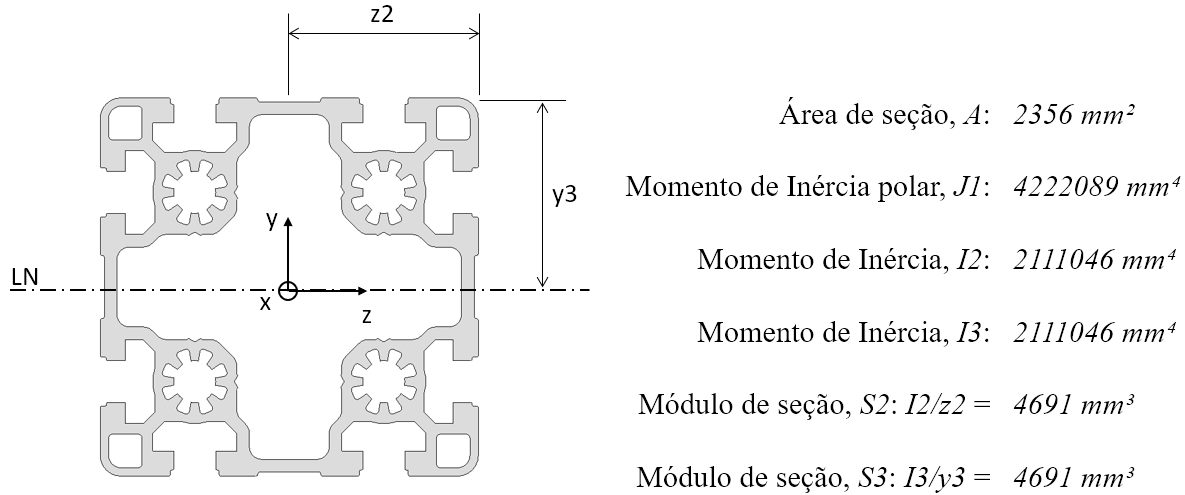 z2
y3
y
LN
x
z
Área de seção, A: 2356 mm²
Momento de Inércia polar, J1: 4222089 mm⁴
Momento de Inércia, I2: 2111046 mm⁴
Momento de Inércia, I3: 2111046 mm⁴
Módulo de seção, S2: I2/z2 = 4691 mm³
Módulo de seção, S3: I3/y3 = 4691 mm³